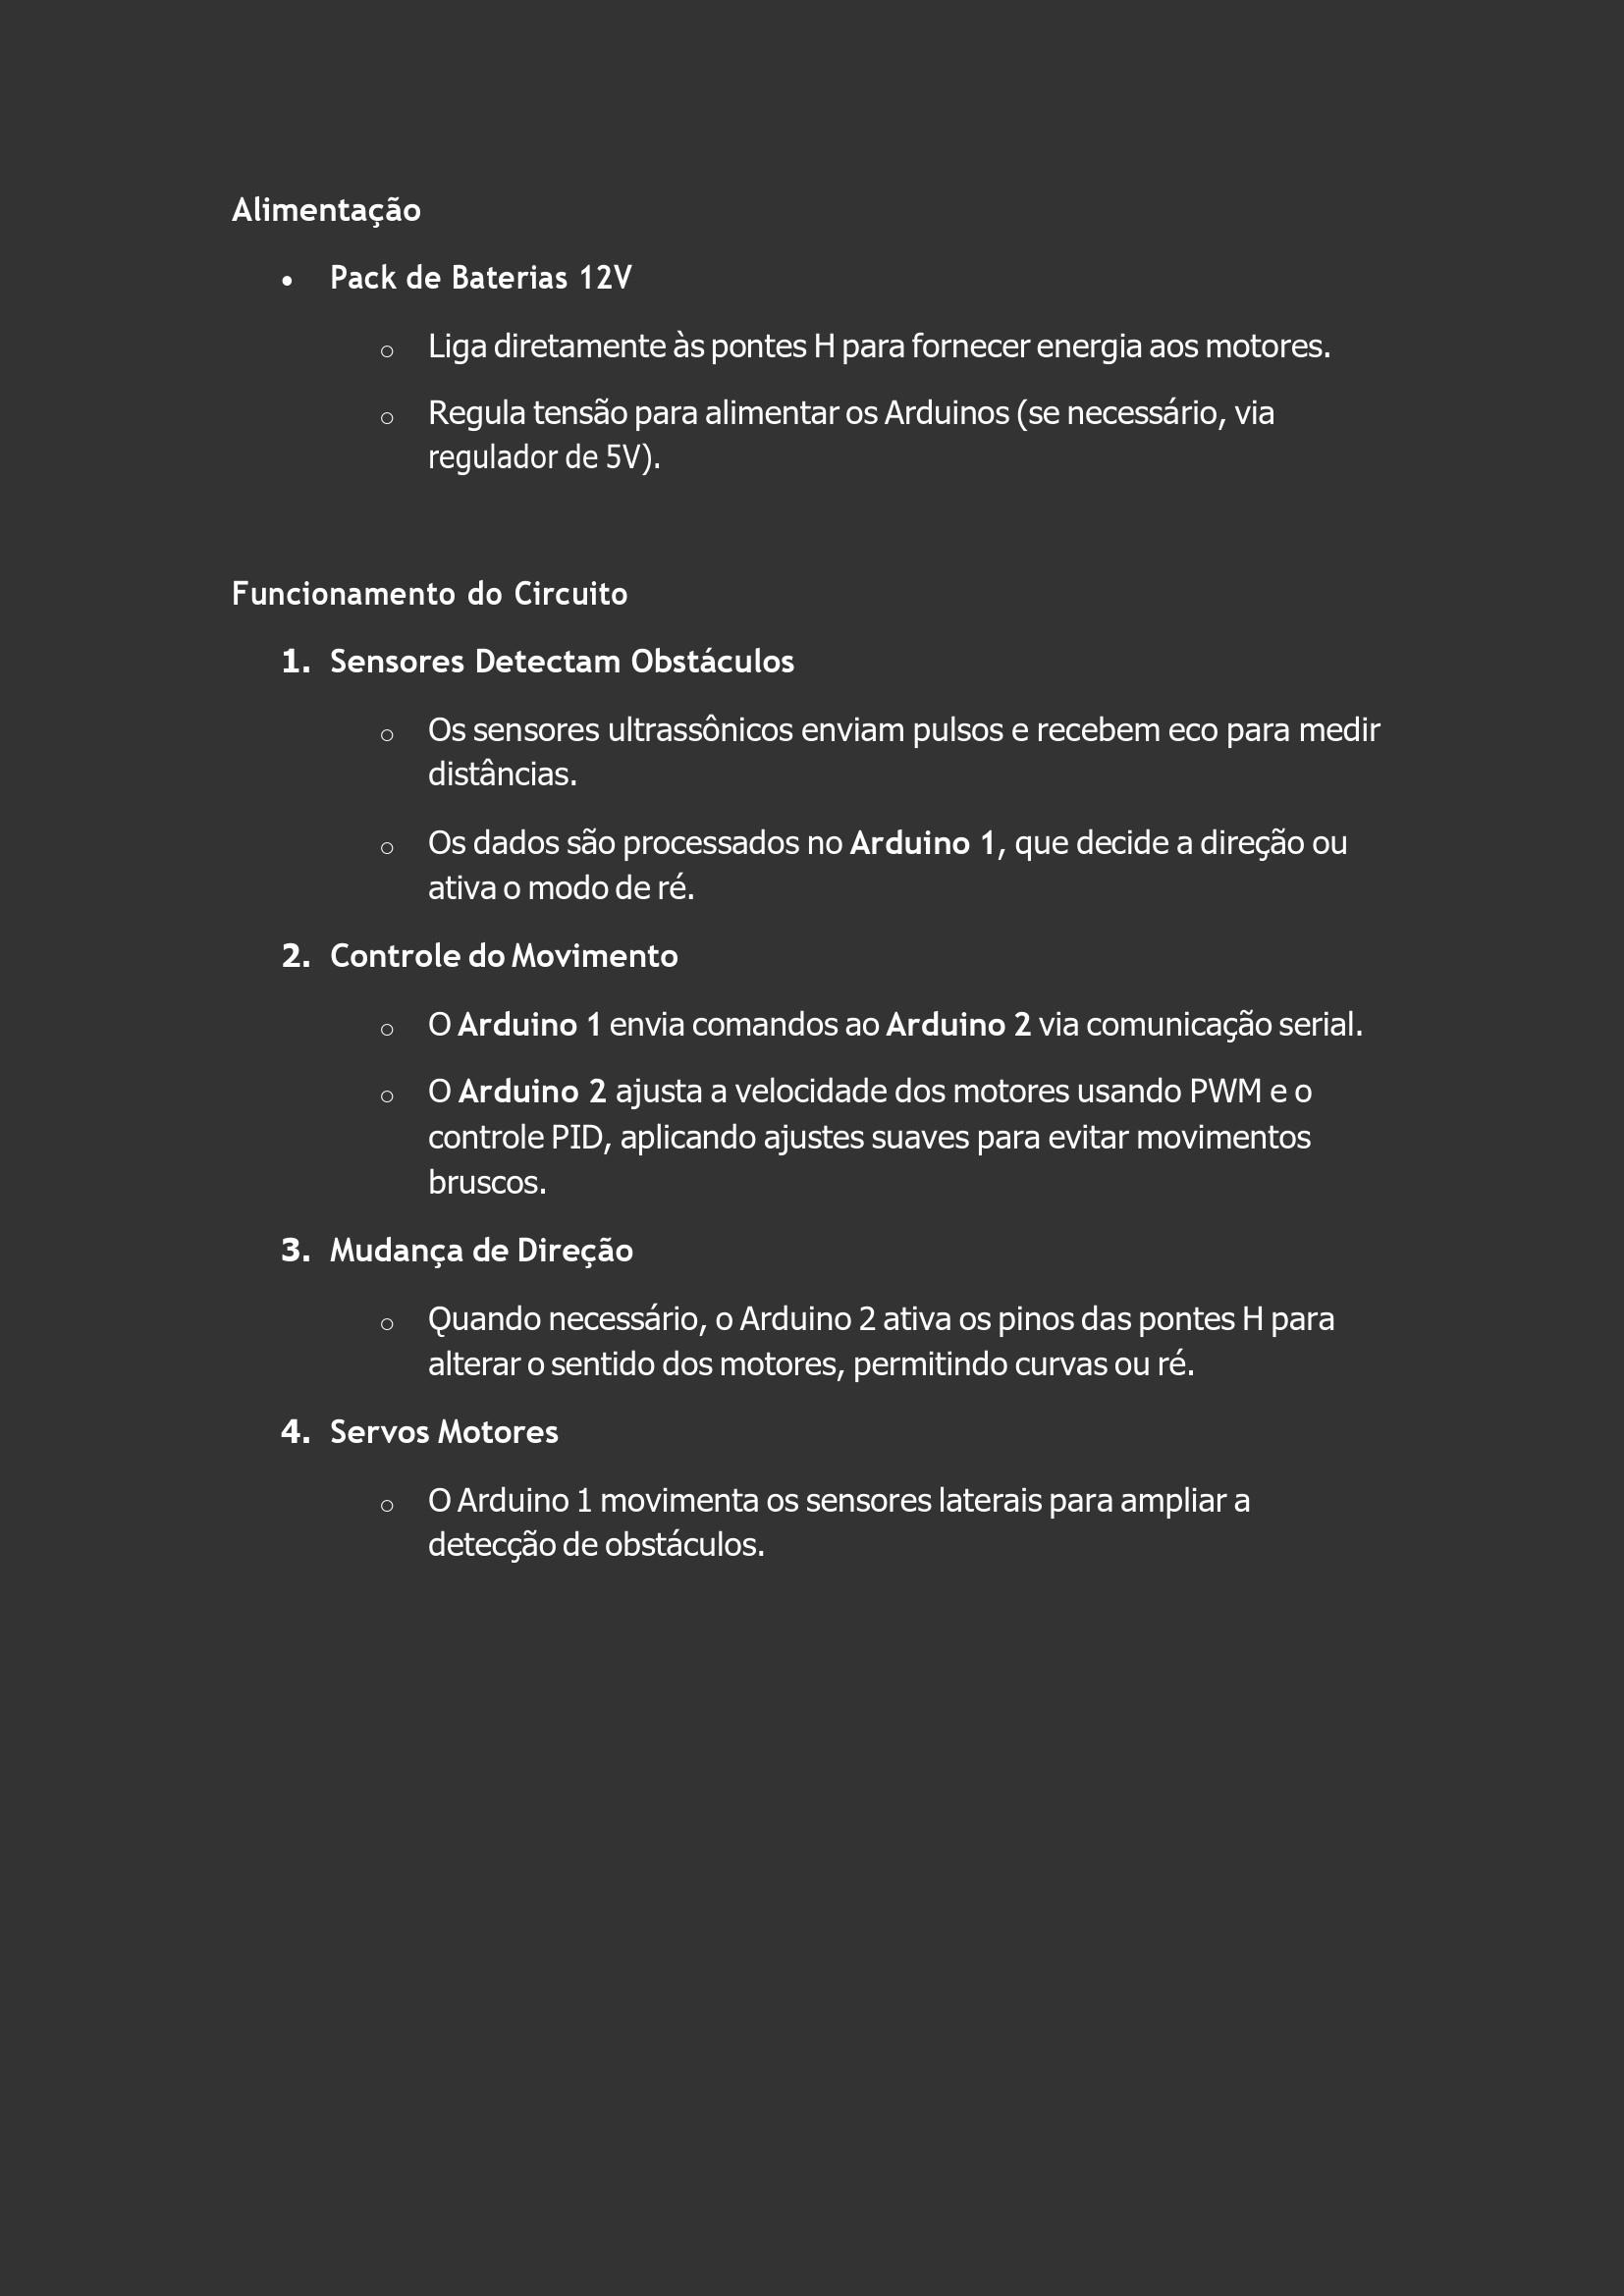 Alimentação
• Pack de Baterias 12V
o Liga diretamente às pontes H para fornecer energia aos motores.
o Regula tensão para alimentar os Arduinos (se necessário, via
regulador de 5V).
Funcionamento do Circuito
1. Sensores Detectam Obstáculos
o Os sensores ultrassônicos enviam pulsos e recebem eco para medir
distâncias.
o Os dados são processados no Arduino 1, que decide a direção ou
ativa o modo de ré.
2. Controle do Movimento
o O Arduino 1 envia comandos ao Arduino 2 via comunicação serial.
o O Arduino 2 ajusta a velocidade dos motores usando PWM e o
controle PID, aplicando ajustes suaves para evitar movimentos
bruscos.
3. Mudança de Direção
o Quando necessário, o Arduino 2 ativa os pinos das pontes H para
alterar o sentido dos motores, permitindo curvas ou ré.
4. Servos Motores
o O Arduino 1 movimenta os sensores laterais para ampliar a
detecção de obstáculos.